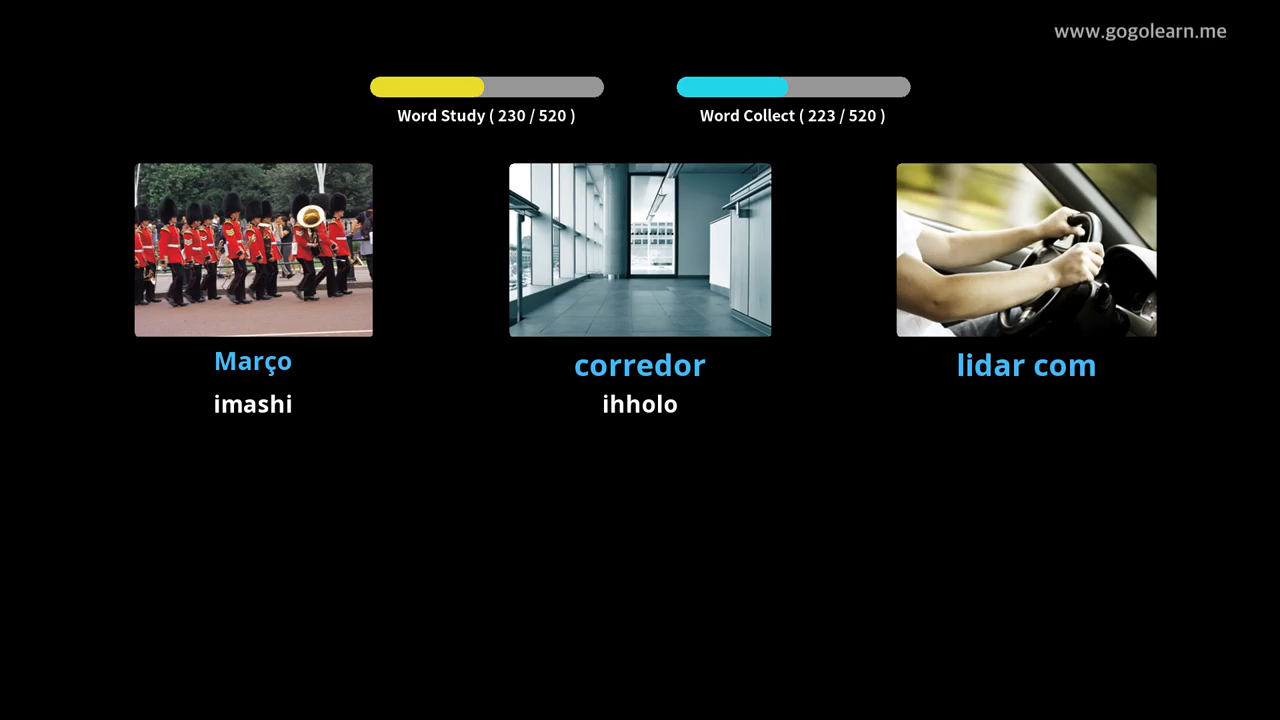 www.gogolearn.me
Word Study ( 230 / 520 )
Word Collect ( 223 / 520 )
Março
corredor
lidar com
imashi
ihholo